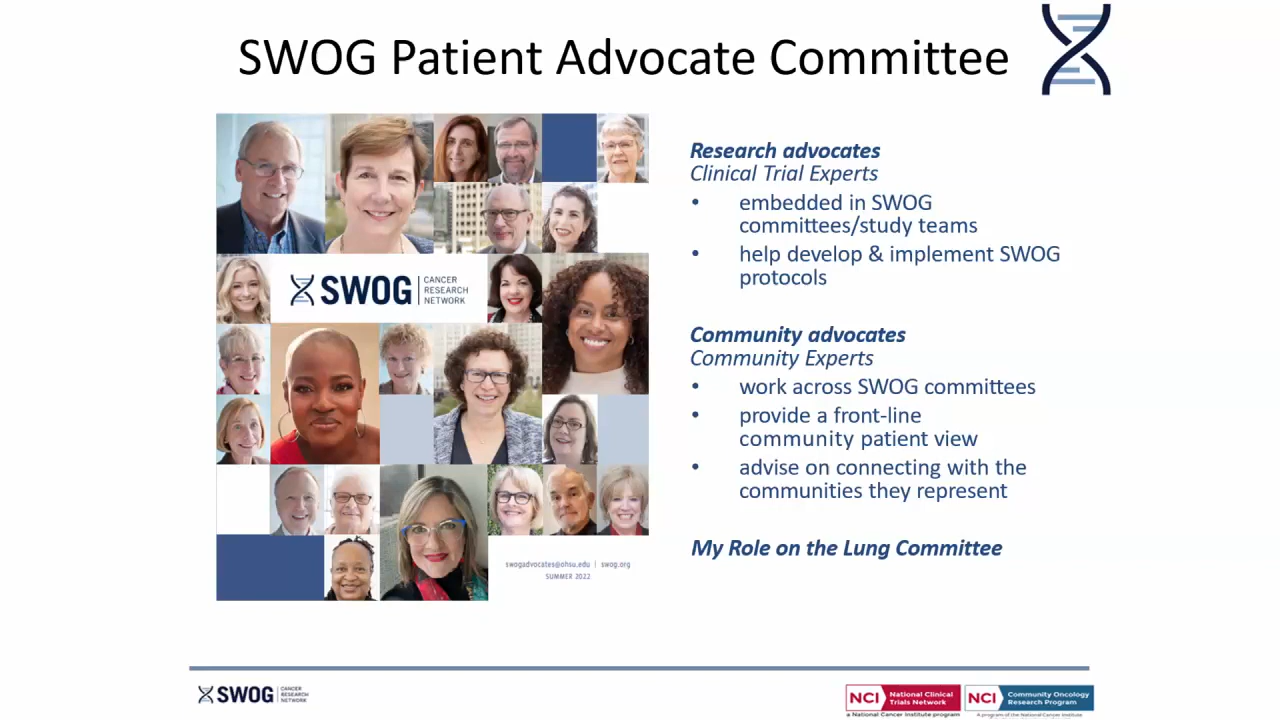 SWOG Patient Advocate Committee
SWOG
CANCER
RESEARCH
NETWORK
swogadvocates@ohsu.edu | swog.org
SUMMER 2022
Research advocates
Clinical Trial Experts
• embedded in SWOG
committees/study teams
• help develop & implement SWOG
protocols
Community advocates
Community Experts
• work across SWOG committees
• provide a front-line
community patient view
• advise on connecting with the
communities they represent
My Role on the Lung Committee
SWOG
CANCER
RESEARCH
NETWORK
NCI National Clinical
Trials Network
a National Cancer Institute program
NCI Community Oncology
Research Program
A program of the National Cancer Institute